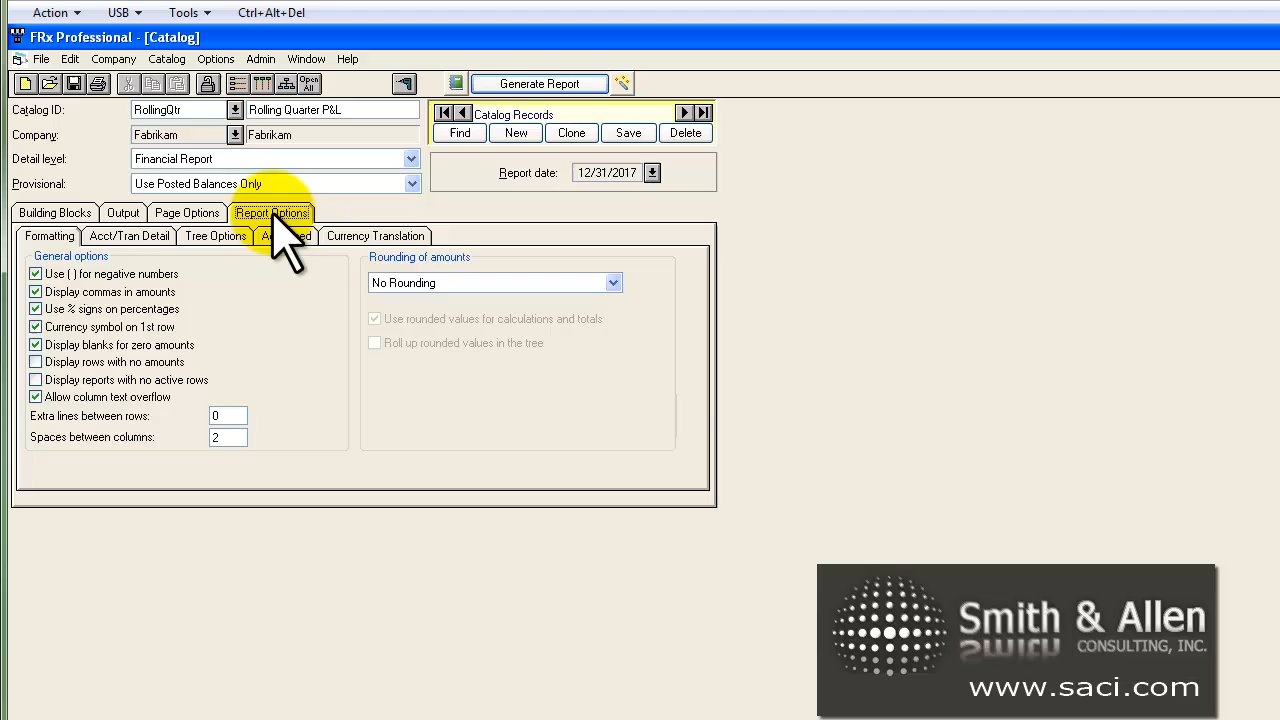 Action USB Tools Ctrl+Alt+Del
FRx Professional - [Catalog]
File Edit Company Catalog Options Admin Window Help
Open All Generate Report
Catalog ID: RollingQtr Rolling Quarter P&L
Catalog Records
Company: Fabrikam Fabrikam
Find New Clone Save Delete
Detail level: Financial Report
Report date: 12/31/2017
Provisional: Use Posted Balances Only
Building Blocks Output Page Options Report Options
Formatting Acct/Tran Detail Tree Options Currency Translation
General options
Use ( ) for negative numbers
Display commas in amounts
Use % signs on percentages
Currency symbol on 1st row
Display blanks for zero amounts
Display rows with no amounts
Display reports with no active rows
Allow column text overflow
Extra lines between rows: 0
Spaces between columns: 2
Rounding of amounts
No Rounding
Use rounded values for calculations and totals
Roll up rounded values in the tree
Smith & Allen
CONSULTING, INC.
www.saci.com